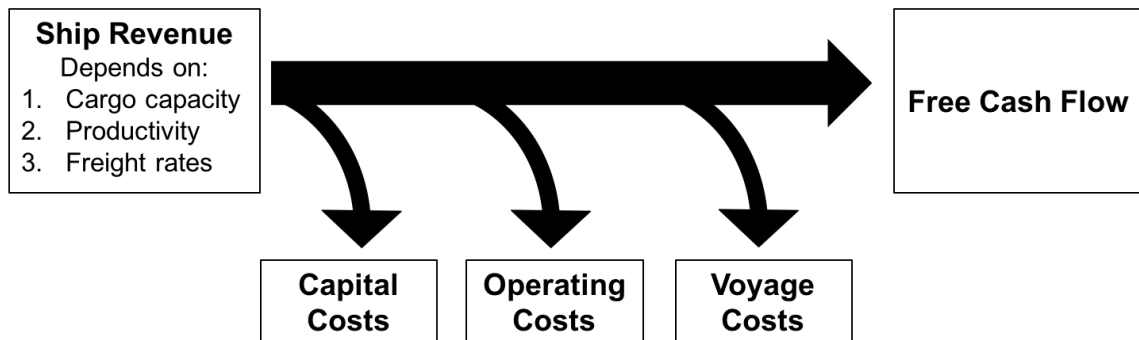 Ship Revenue
Depends on:
1. Cargo capacity
2. Productivity
3. Freight rates
Free Cash Flow
Capital
Costs
Operating
Costs
Voyage
Costs